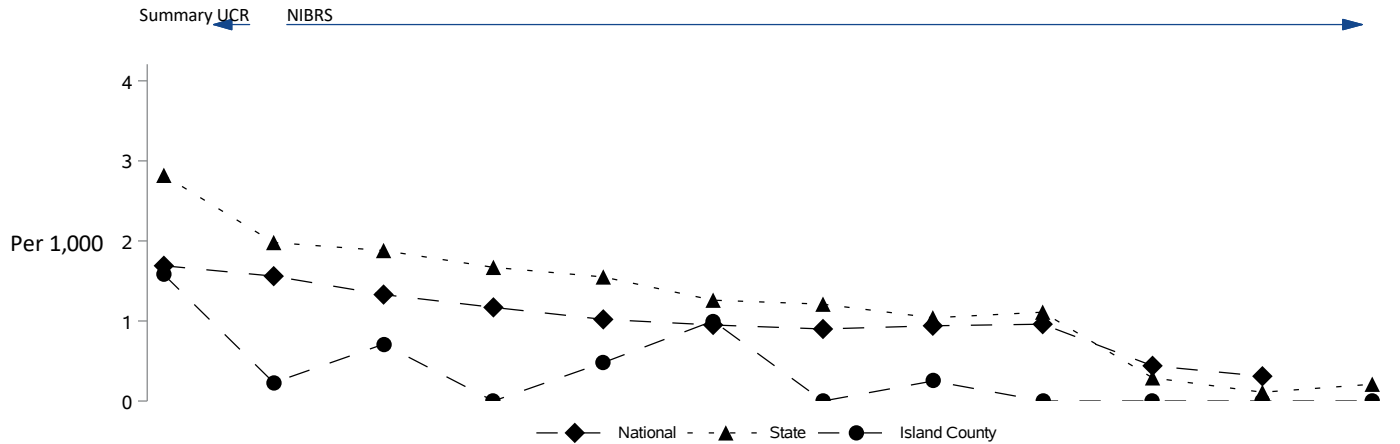 Summary UCR NIBRS
4
3
Per 1,000 2
1
0
National State Island County